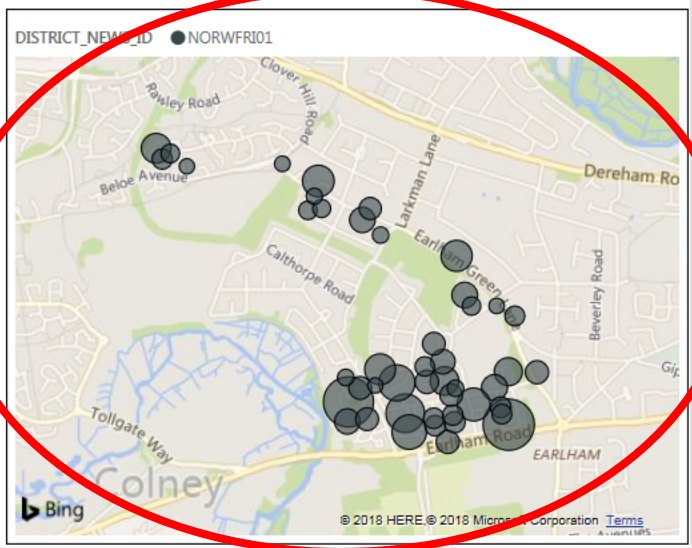 DISTRICT_NEWS_ID NORWFRI01
Clover Hill Road
Rawley Road
Larkman Lane
Dereham Ro
Beloe Avenue
Earlham Green Lane
Calthorpe Road
Beverley Road
Gip
Tollgate Way
Earlham Road
EARLHAM
Colney
Bing
© 2018 HERE,© 2018 Microsoft Corporation Terms